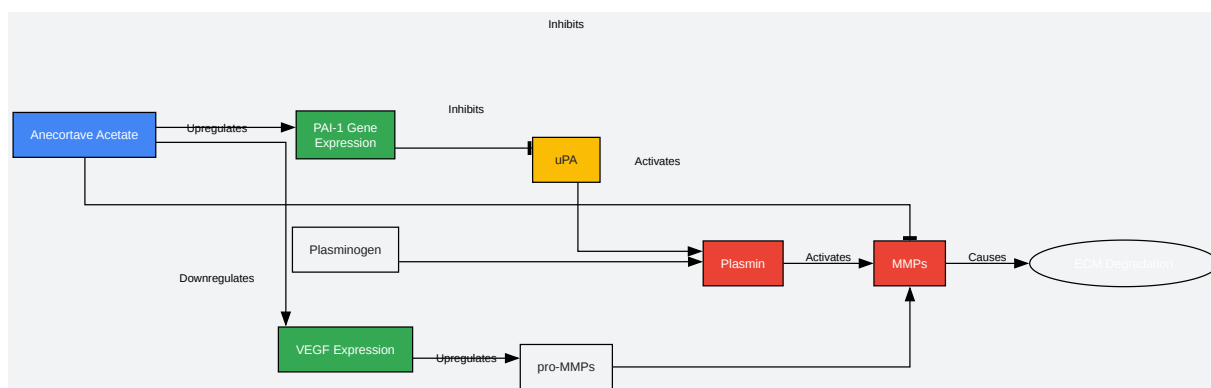 Inhibits
Inhibits
Anecortave Acetate
Upregulates
PAI-1 Gene
Expression
uPA
Activates
Plasminogen
Downregulates
Plasmin
Activates
MMPs
Causes
ECM Degradation
VEGF Expression
Upregulates
pro-MMPs